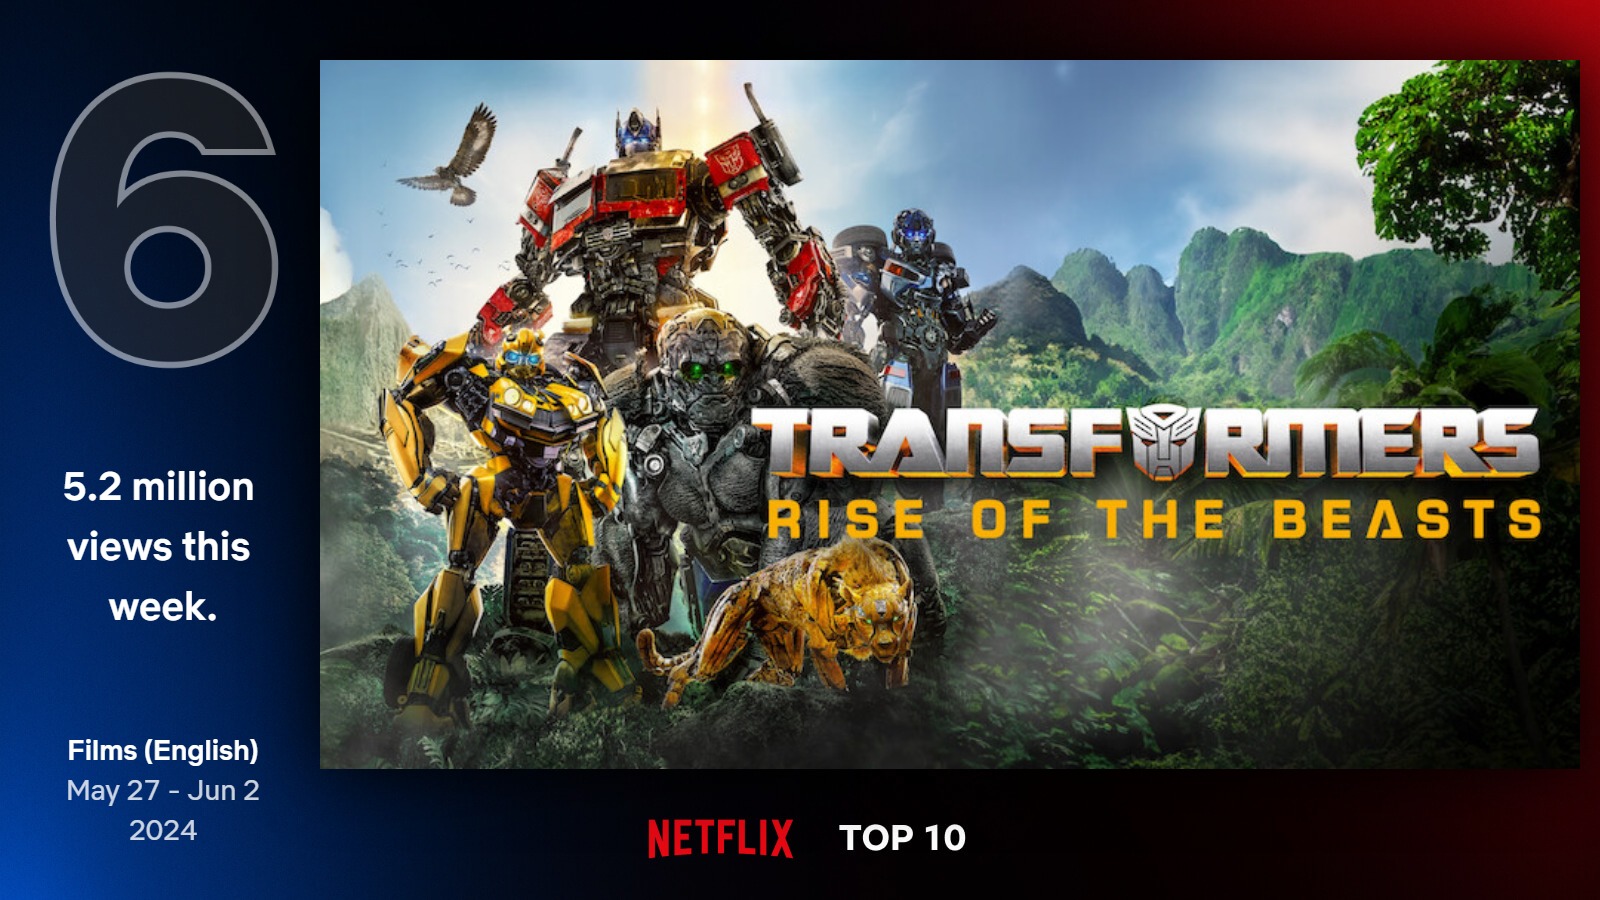 6
5.2 million
views this
week.
Films (English)
May 27 - Jun 2
2024
TRANSFORMERS
RISE OF THE BEASTS
NETFLIX TOP 10